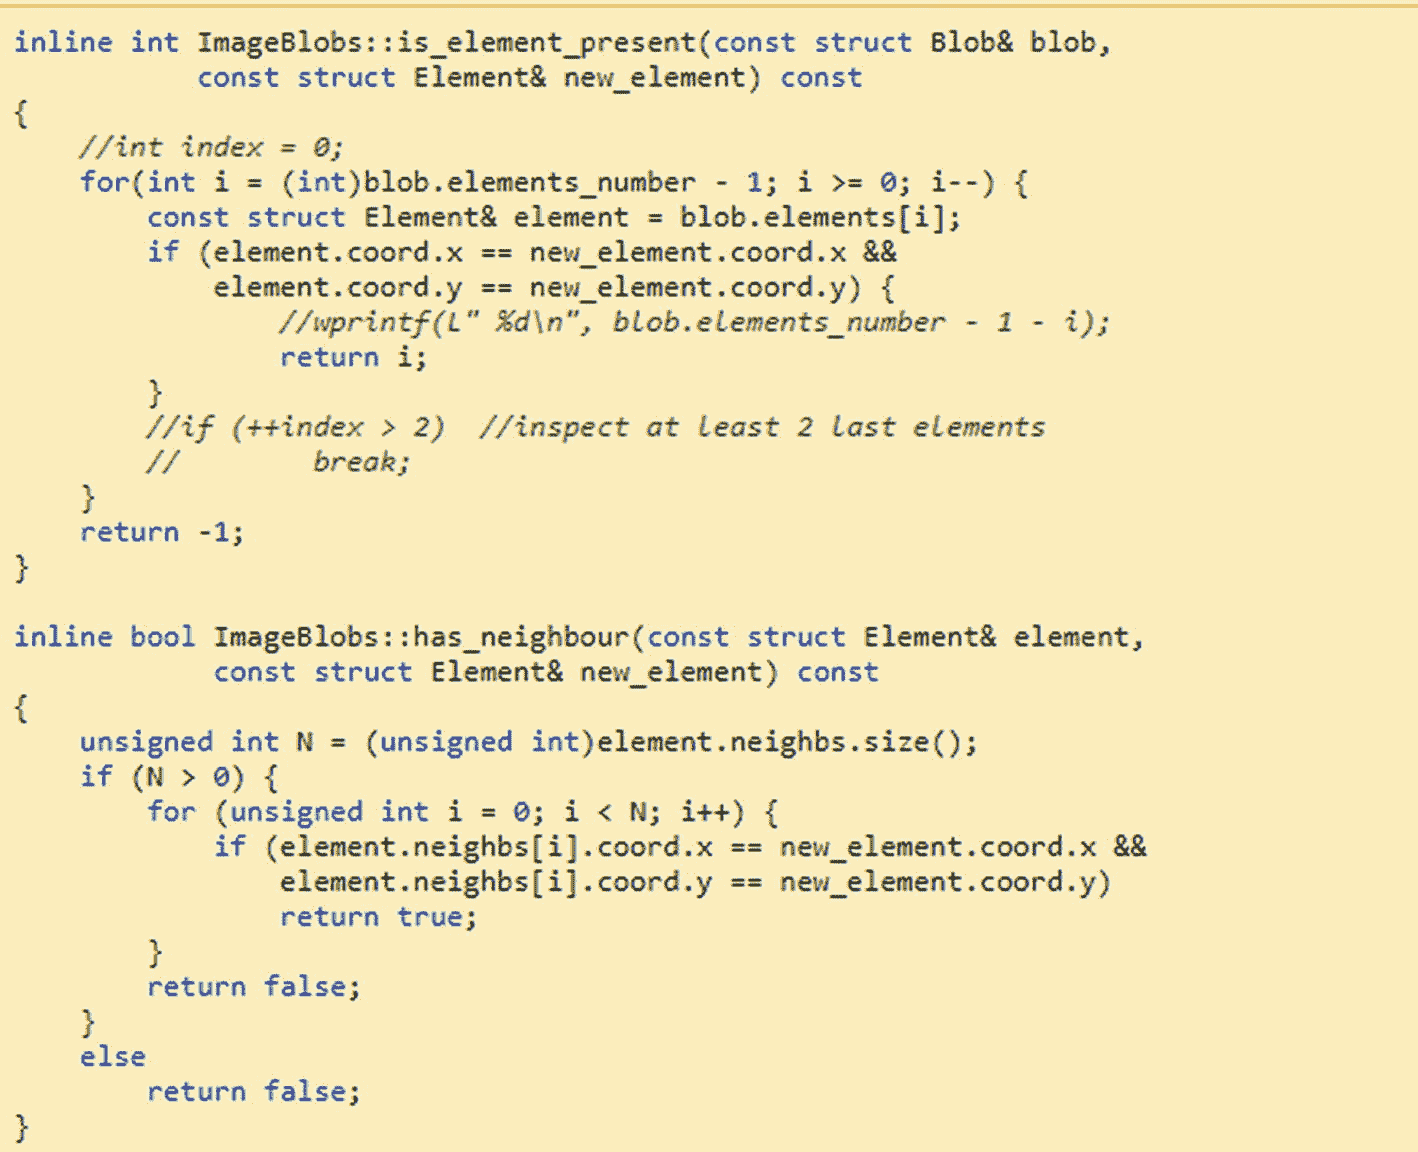 inline int ImageBlobs::is_element_present(const struct Blob& blob,
           const struct Element& new_element) const
{
    //int index = 0;
    for(int i = (int)blob.elements_number - 1; i >= 0; i--) {
        const struct Element& element = blob.elements[i];
        if (element.coord.x == new_element.coord.x &&
            element.coord.y == new_element.coord.y) {
                //wprintf(L" %d\n", blob.elements_number - 1 - i);
                return i;
        }
        //if (++index > 2)  //inspect at least 2 last elements
        //        break;
    }
    return -1;
}

inline bool ImageBlobs::has_neighbour(const struct Element& element,
            const struct Element& new_element) const
{
    unsigned int N = (unsigned int)element.neighbs.size();
    if (N > 0) {
        for (unsigned int i = 0; i < N; i++) {
            if (element.neighbs[i].coord.x == new_element.coord.x &&
                element.neighbs[i].coord.y == new_element.coord.y)
                return true;
        }
        return false;
    }
    else
        return false;
}